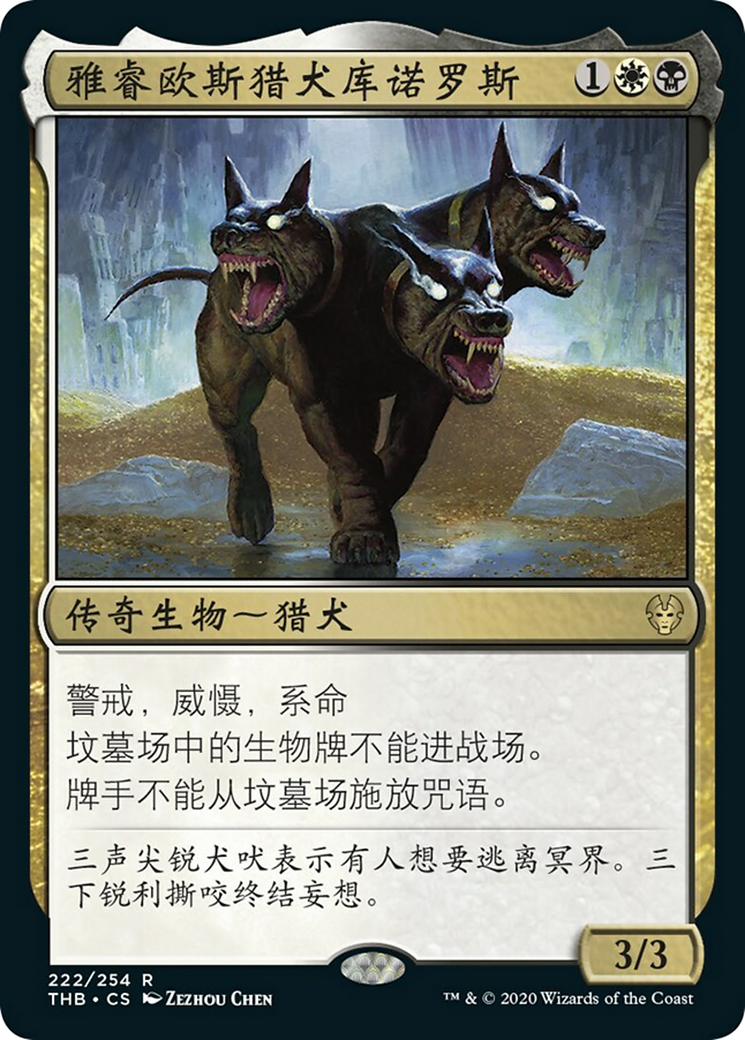 雅睿欧斯猎犬库诺罗斯
1
传奇生物～猎犬
警戒，威慑，系命
坟墓场中的生物牌不能进战场。
牌手不能从坟墓场施放咒语。
三声尖锐犬吠表示有人想要逃离冥界。三
下锐利撕咬终结妄想。
3/3
222/254 R
THB • CS Zezhou Chen
™ & © 2020 Wizards of the Coast